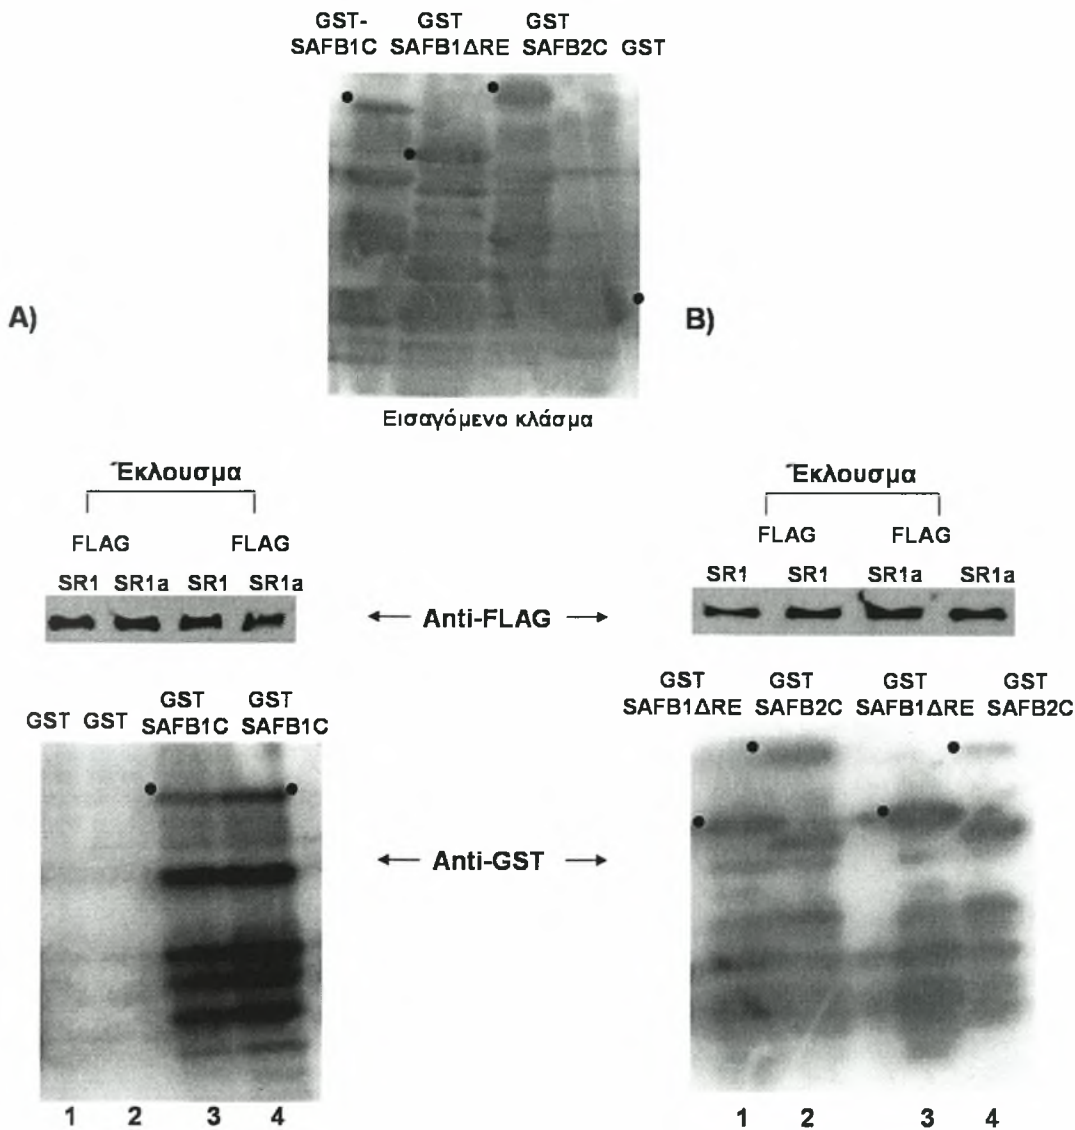 GST- GST GST
SAFB1C SAFB1ΔRE SAFB2C GST
Εισαγόμενο κλάσμα
A)
Έκλουσμα
FLAG FLAG
SR1 SR1a SR1 SR1a
GST GST
GST GST SAFB1C SAFB1C
1 2 3 4
← Anti-FLAG →
← Anti-GST →
B)
Έκλουσμα
FLAG FLAG
SR1 SR1 SR1a SR1a
GST GST GST GST
SAFB1ΔRE SAFB2C SAFB1ΔRE SAFB2C
1 2 3 4